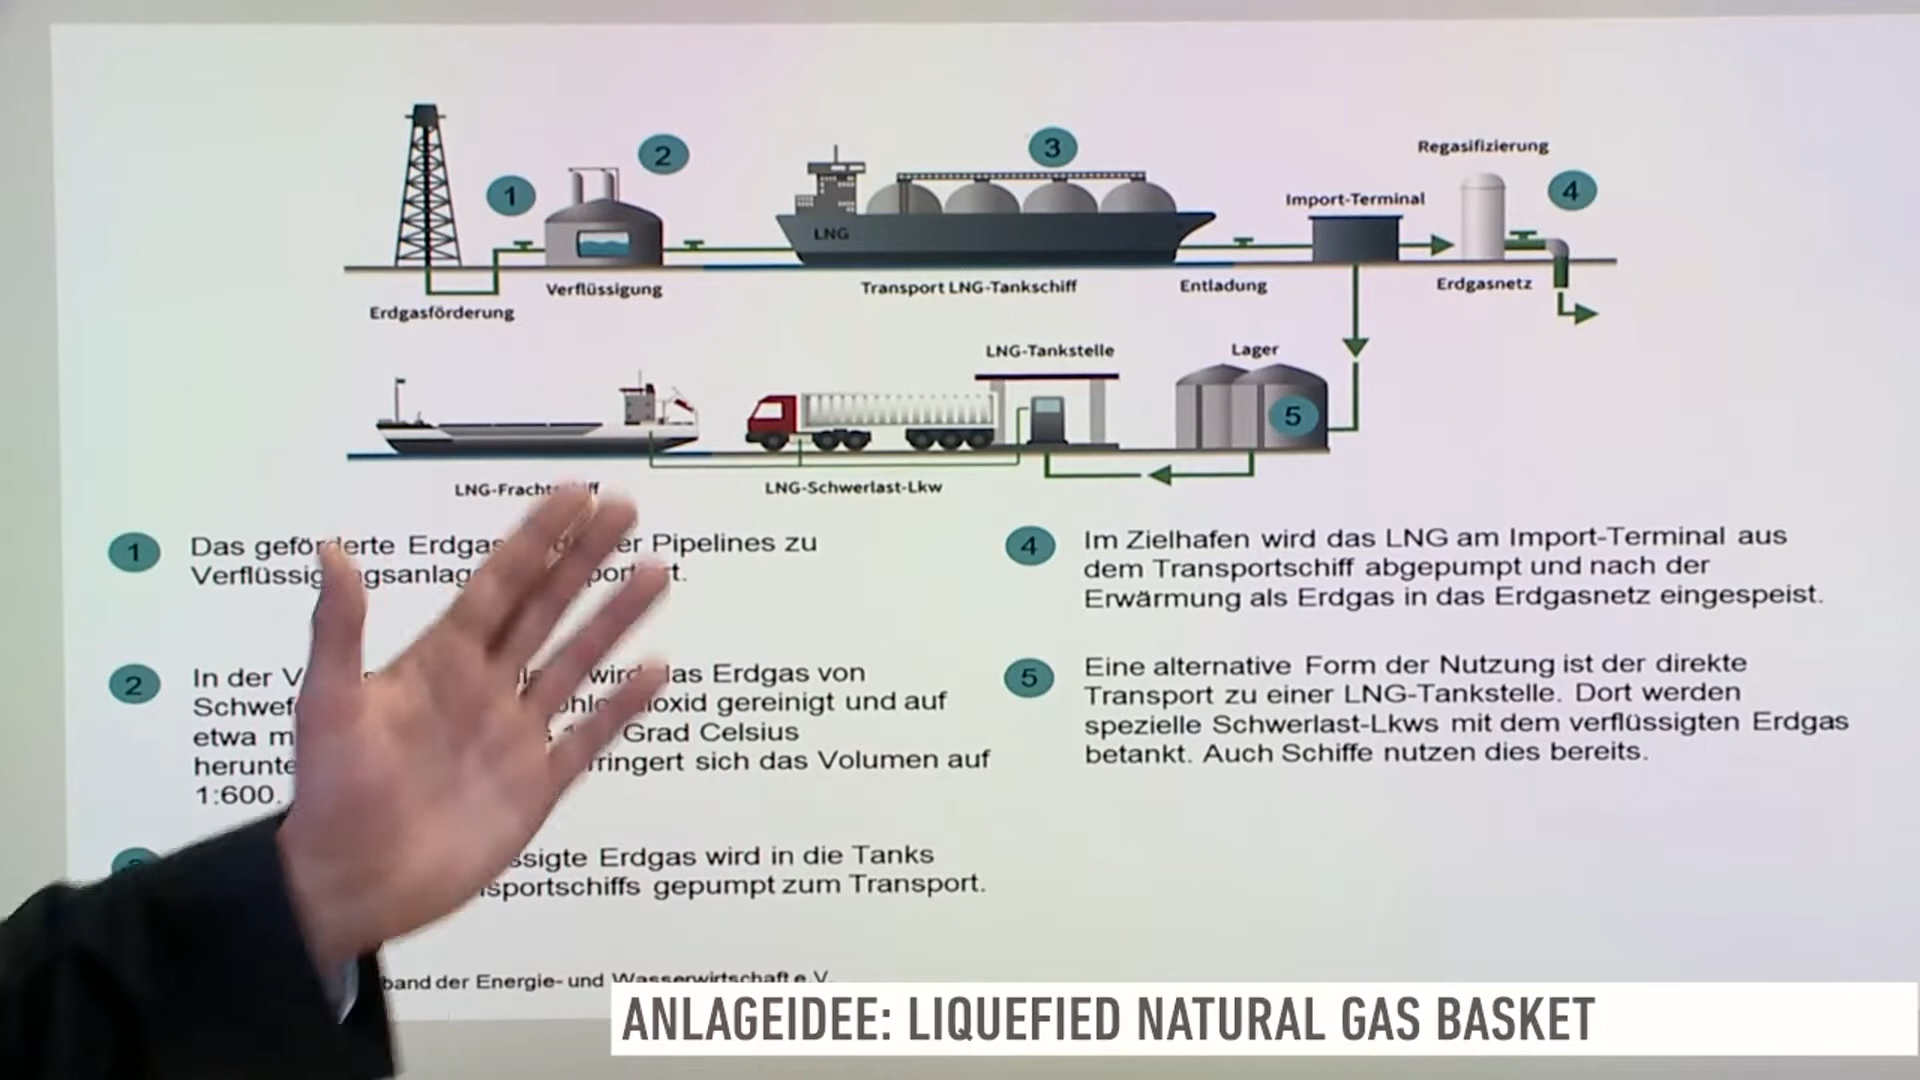 Regasifizierung
1
2
3
4
Import-Terminal
LNG
Erdgasförderung
Verflüssigung
Transport LNG-Tankschiff
Entladung
Erdgasnetz
LNG-Tankstelle
Lager
5
LNG-Schwerlast-Lkw
1
Das Erdgas Pipelines zu
2
In der das Erdgas von
gereinigt und auf
etwa Grad Celsius
sich das Volumen auf
1:600.
Erdgas wird in die Tanks
gepumpt zum Transport.
4
Im Zielhafen wird das LNG am Import-Terminal aus
dem Transportschiff abgepumpt und nach der
Erwärmung als Erdgas in das Erdgasnetz eingespeist.
5
Eine alternative Form der Nutzung ist der direkte
Transport zu einer LNG-Tankstelle. Dort werden
spezielle Schwerlast-Lkws mit dem verflüssigten Erdgas
betankt. Auch Schiffe nutzen dies bereits.
der Energie- und Wasserwirtschaft e.V.
ANLAGEIDEE: LIQUEFIED NATURAL GAS BASKET